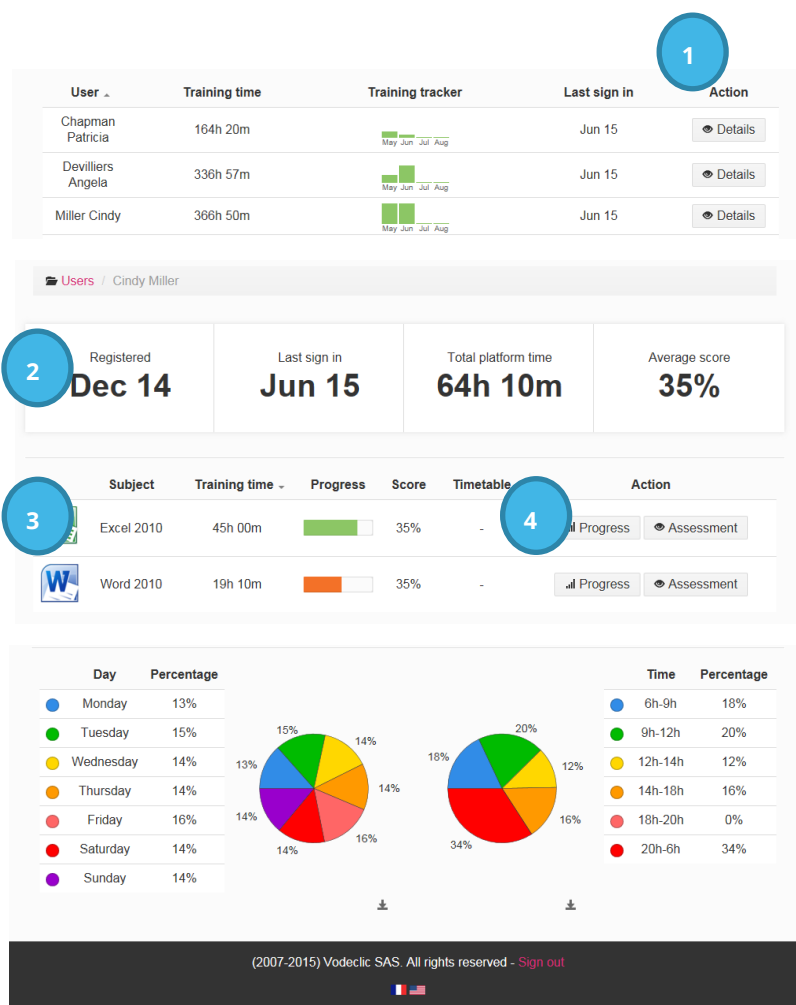 1
User Training time Training tracker Last sign in Action
Chapman
Patricia 164h 20m May Jun Jul Aug Jun 15 Details
Devilliers
Angela 336h 57m May Jun Jul Aug Jun 15 Details
Miller Cindy 366h 50m May Jun Jul Aug Jun 15 Details
Users / Cindy Miller
2
Registered Last sign in Total platform time Average score
Dec 14 Jun 15 64h 10m 35%
Subject Training time Progress Score Timetable Action
3 Excel 2010 45h 00m 35% - 4 Progress Assessment
W Word 2010 19h 10m 35% - Progress Assessment
Day Percentage
Monday 13%
Tuesday 15%
Wednesday 14%
Thursday 14%
Friday 16%
Saturday 14%
Sunday 14%
15%
14%
13%
14%
14%
16%
14%
20%
18%
12%
16%
34%
Time Percentage
6h-9h 18%
9h-12h 20%
12h-14h 12%
14h-18h 16%
18h-20h 0%
20h-6h 34%
(2007-2015) Vodeclic SAS. All rights reserved - Sign out